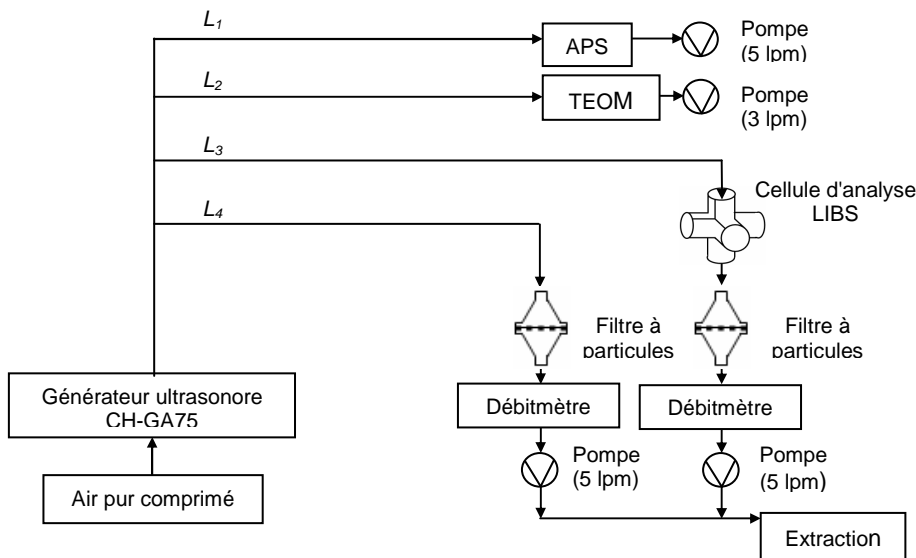 L1
APS
Pompe
(5 lpm)
L2
TEOM
Pompe
(3 lpm)
L3
Cellule d'analyse
LIBS
L4
Filtre à
particules
Filtre à
particules
Générateur ultrasonore
CH-GA75
Débitmètre
Débitmètre
Pompe
(5 lpm)
Pompe
(5 lpm)
Air pur comprimé
Extraction